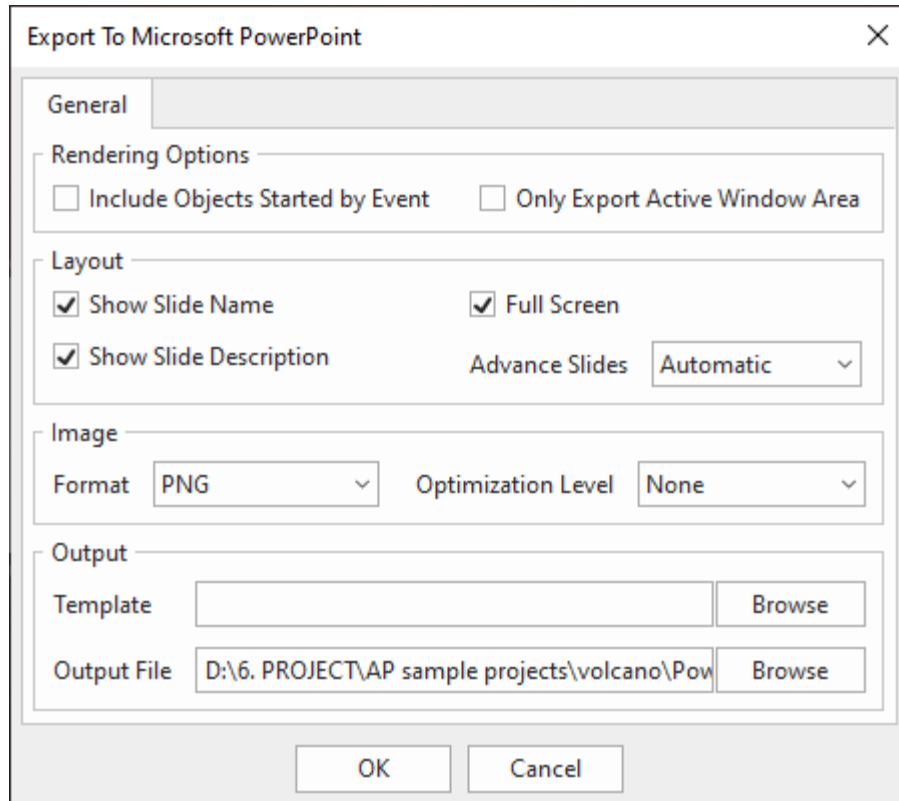 Export To Microsoft PowerPoint
General
Rendering Options
Include Objects Started by Event
Only Export Active Window Area
Layout
Show Slide Name
Full Screen
Show Slide Description
Advance Slides
Automatic
Image
Format
PNG
Optimization Level
None
Output
Template
Browse
Output File
D:\6. PROJECT\AP sample projects\volcano\Pow
Browse
OK
Cancel